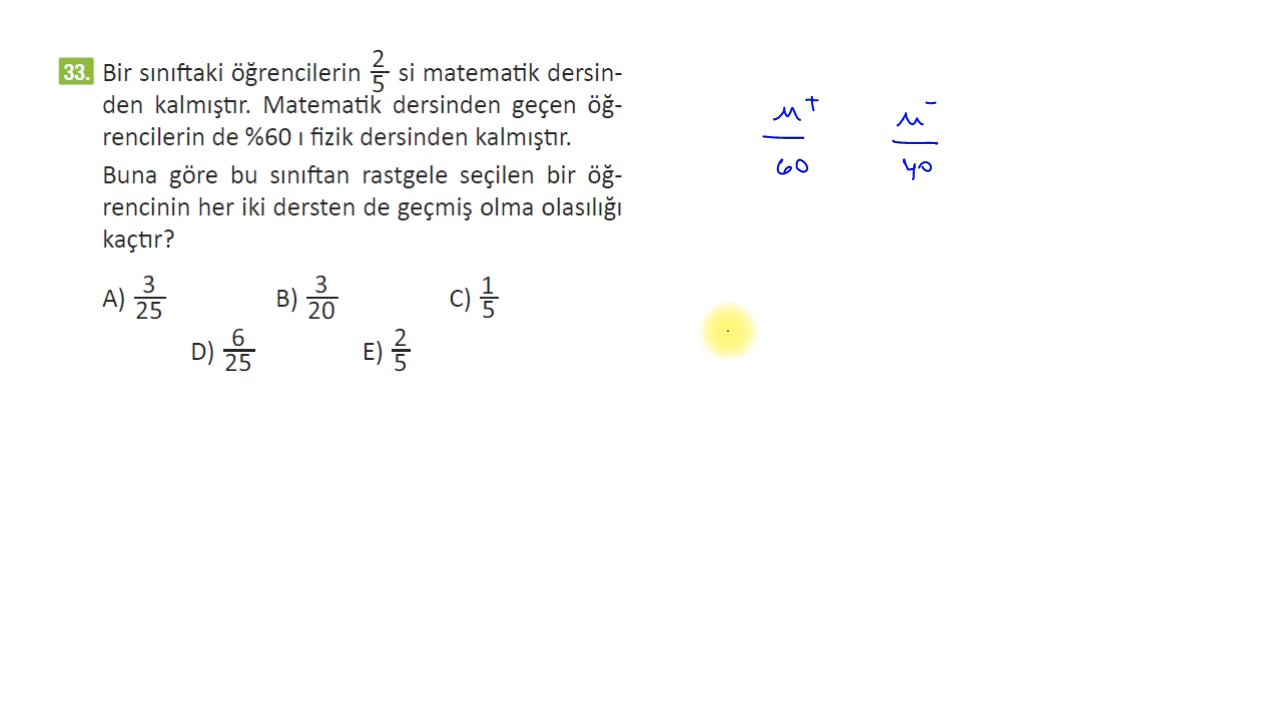 33. Bir sınıftaki öğrencilerin 2/5 si matematik dersin-
den kalmıştır. Matematik dersinden geçen öğ-
rencilerin de %60 ı fizik dersinden kalmıştır.
Buna göre bu sınıftan rastgele seçilen bir öğ-
rencinin her iki dersten de geçmiş olma olasılığı
kaçtır?
A) 3/25 B) 3/20 C) 1/5
D) 6/25 E) 2/5
M+ M-
60 40